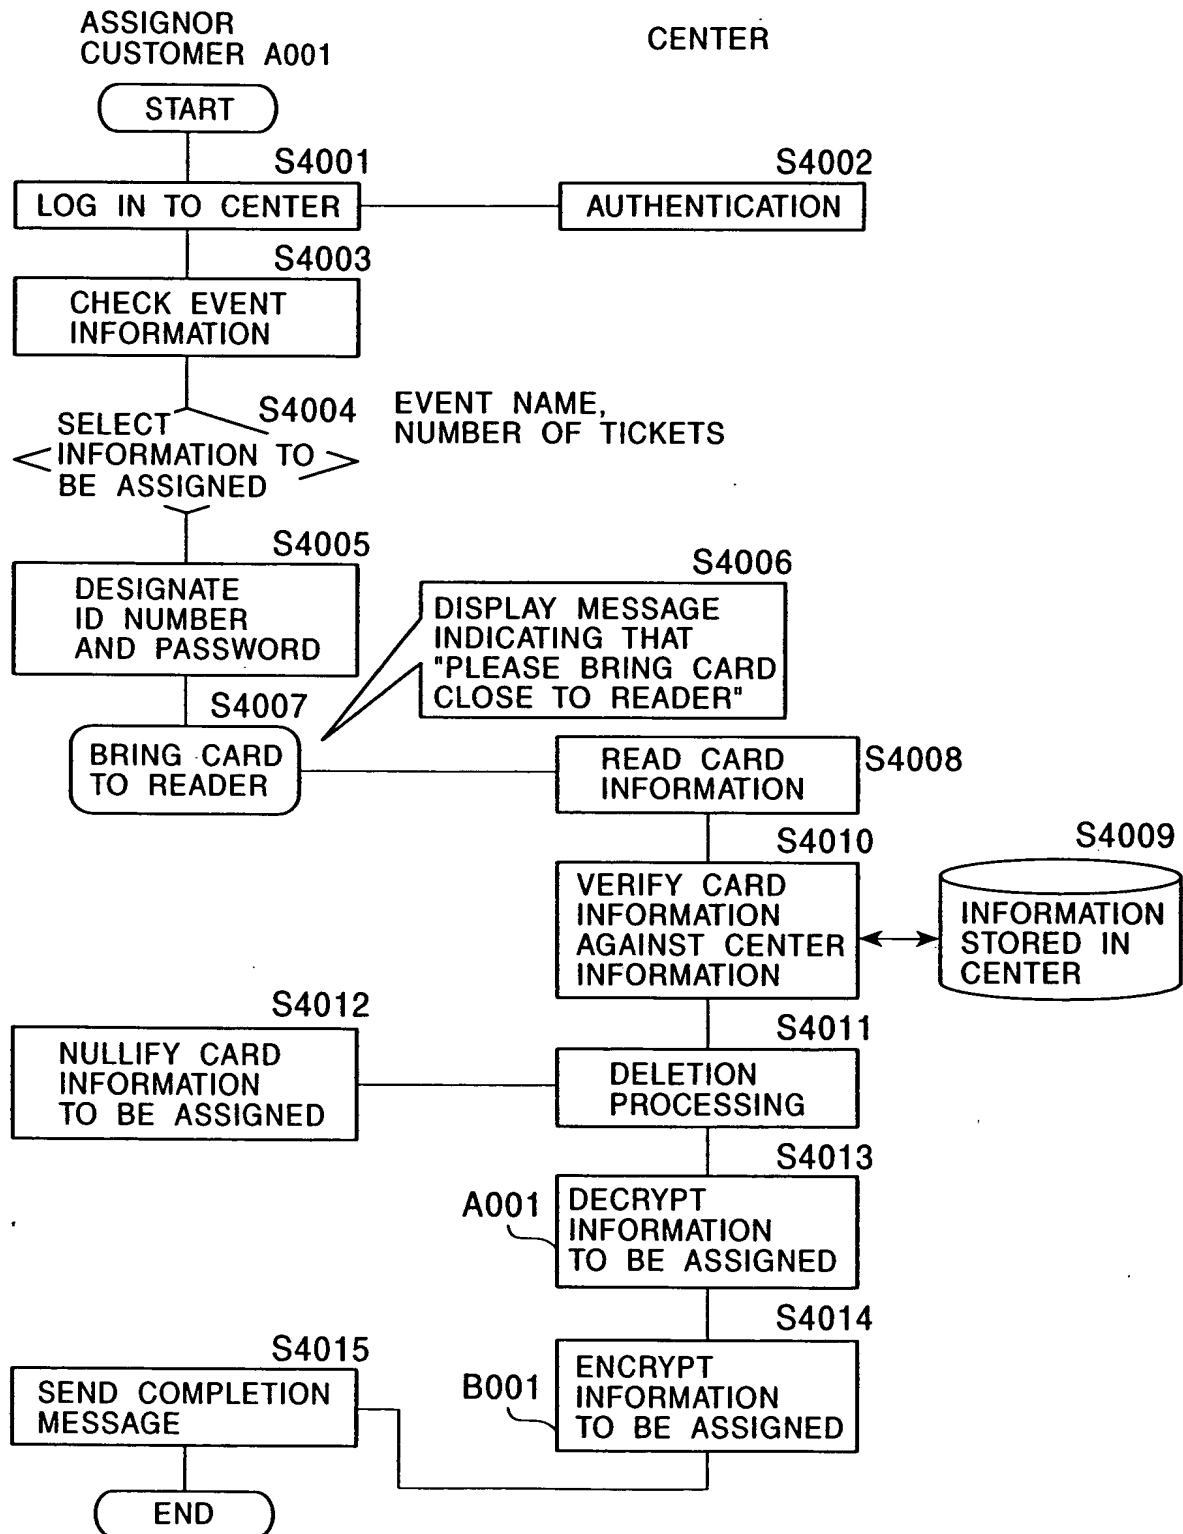 ASSIGNOR
CUSTOMER A001
CENTER
START
S4001
LOG IN TO CENTER
S4002
AUTHENTICATION
S4003
CHECK EVENT
INFORMATION
S4004
SELECT
INFORMATION TO
BE ASSIGNED
EVENT NAME,
NUMBER OF TICKETS
S4005
DESIGNATE
ID NUMBER
AND PASSWORD
S4006
DISPLAY MESSAGE
INDICATING THAT
"PLEASE BRING CARD
CLOSE TO READER"
S4007
BRING CARD
TO READER
READ CARD
INFORMATION
S4008
S4010
VERIFY CARD
INFORMATION
AGAINST CENTER
INFORMATION
S4009
INFORMATION
STORED IN
CENTER
S4012
NULLIFY CARD
INFORMATION
TO BE ASSIGNED
S4011
DELETION
PROCESSING
S4013
A001
DECRYPT
INFORMATION
TO BE ASSIGNED
S4014
B001
ENCRYPT
INFORMATION
TO BE ASSIGNED
S4015
SEND COMPLETION
MESSAGE
END